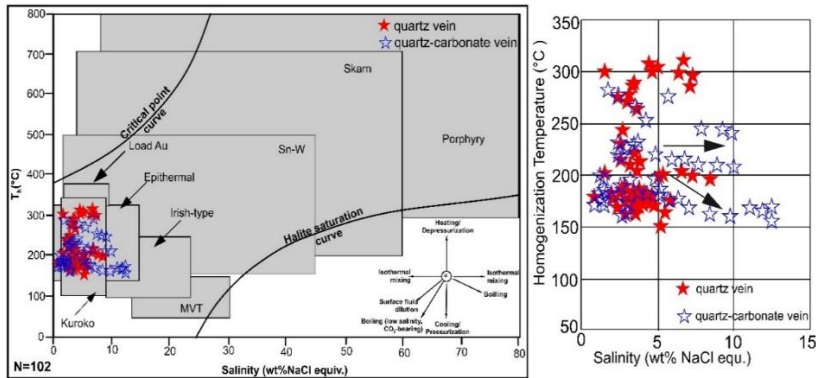 800
700
600
500
400
300
200
100
0
Tₕ(°C)
quartz vein
quartz-carbonate vein
Skarn
Critical point
curve
Load Au
Porphyry
Sn-W
Epithermal
Irish-type
Halite saturation
curve
MVT
Kuroko
Heating/
Depressurization
Isothermal
mixing
Isothermal
mixing
Boiling
Surface fluid
dilution
Boiling (low salinity,
CO₂-bearing)
Cooling/
Pressurization
N=102
0 10 20 30 40 50 60 70 80
Salinity (wt%NaCl equiv.)
Homogenization Temperature (°C)
350
300
250
200
150
100
50
quartz vein
quartz-carbonate vein
0 5 10 15
Salinity (wt% NaCl equ.)